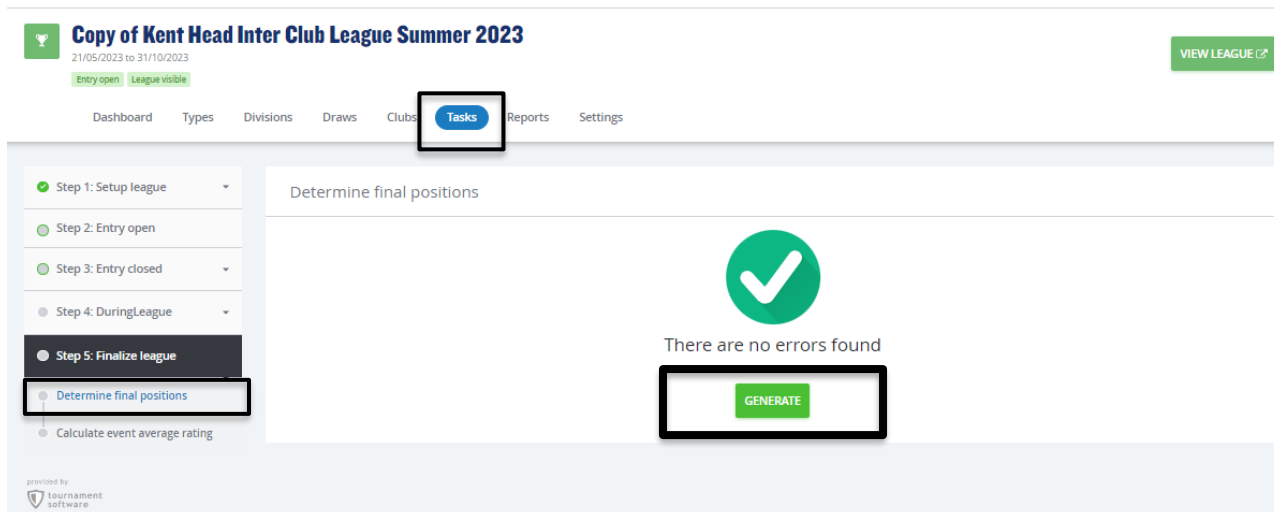 Copy of Kent Head Inter Club League Summer 2023
21/05/2023 to 31/10/2023
Entry open League visible
VIEW LEAGUE
Dashboard Types Divisions Draws Clubs Tasks Reports Settings
Step 1: Setup league
Step 2: Entry open
Step 3: Entry closed
Step 4: DuringLeague
Step 5: Finalize league
Determine final positions
Calculate event average rating
Determine final positions
There are no errors found
GENERATE
provided by
tournament
software